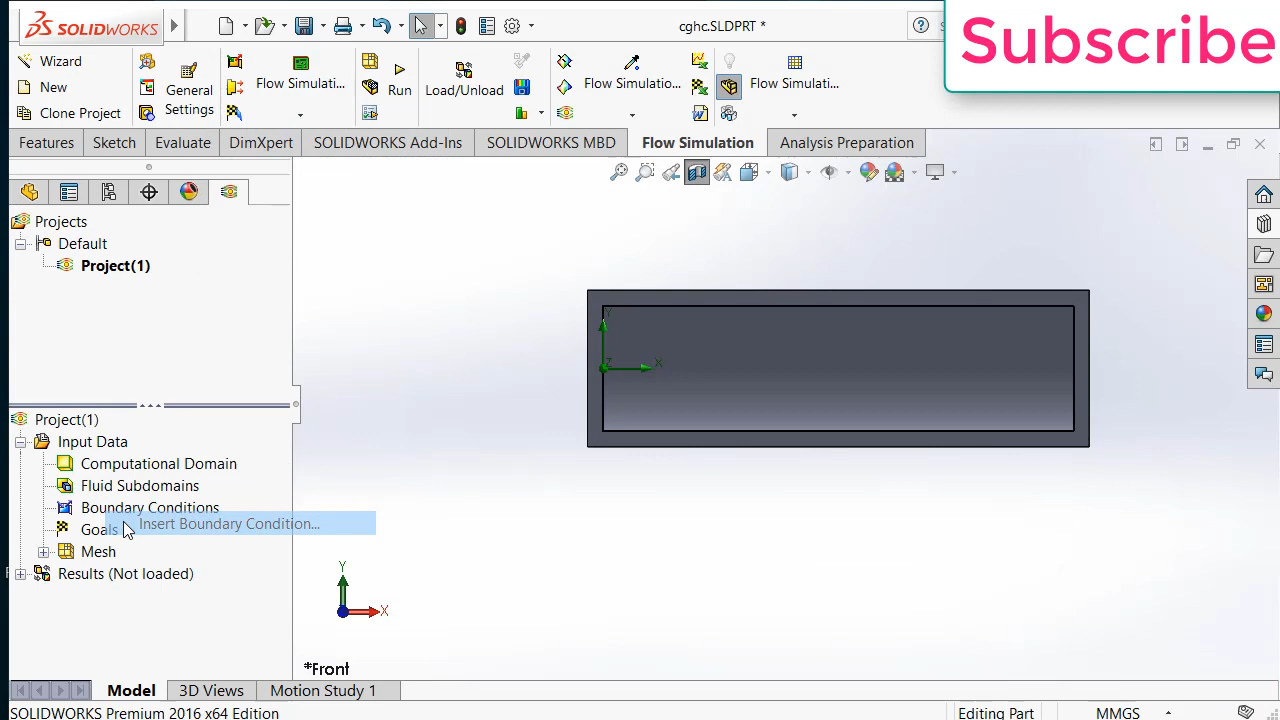 SOLIDWORKS
cghc.SLDPRT *
Subscribe
Wizard
New
Clone Project
General
Settings
Flow Simulati...
Run
Load/Unload
Flow Simulatio...
Flow Simulati...
Features
Sketch
Evaluate
DimXpert
SOLIDWORKS Add-Ins
SOLIDWORKS MBD
Flow Simulation
Analysis Preparation
Projects
Default
Project(1)
Project(1)
Input Data
Computational Domain
Fluid Subdomains
Boundary Conditions
Insert Boundary Condition...
Goals
Mesh
Results (Not loaded)
Y
X
Z
Y
X
*Front
Model
3D Views
Motion Study 1
SOLIDWORKS Premium 2016 x64 Edition
Editing Part
MMGS